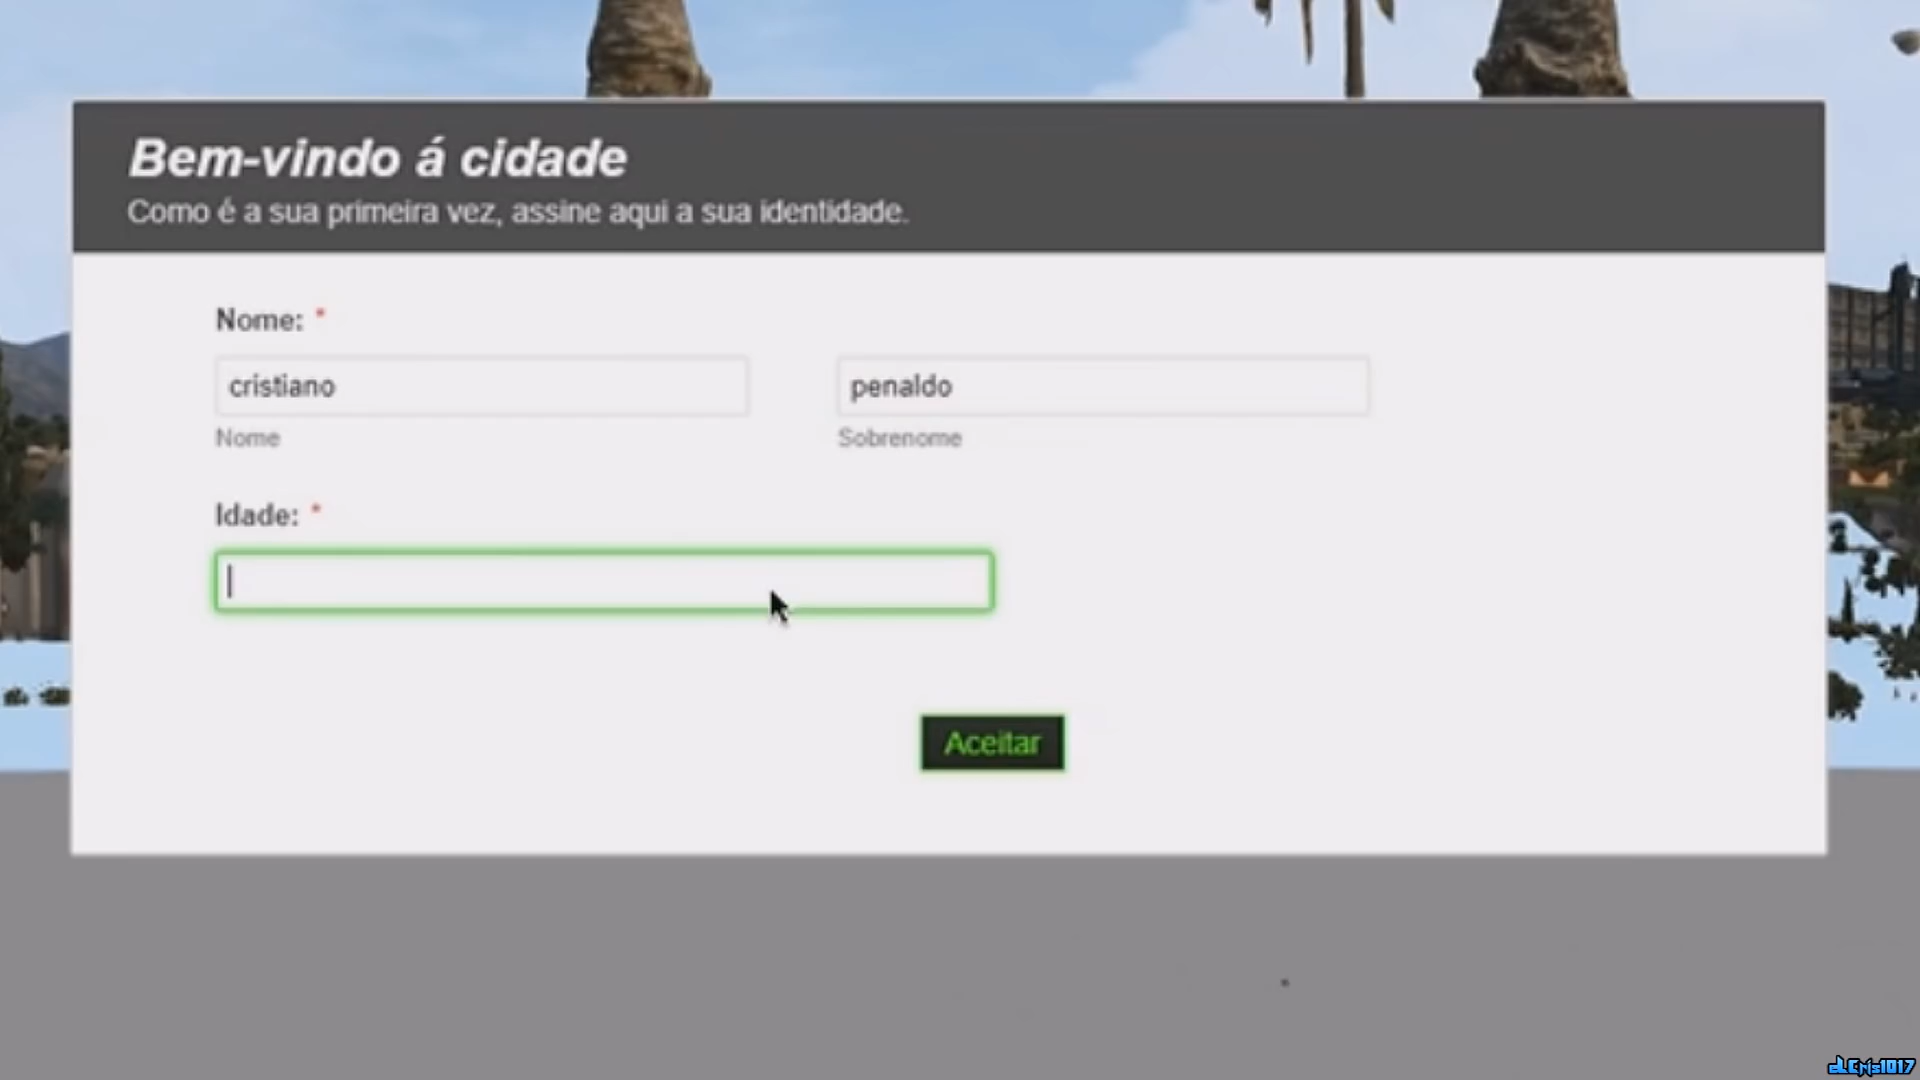 Bem-vindo á cidade
Como é a sua primeira vez, assine aqui a sua identidade.
Nome: *
cristiano
penaldo
Nome
Sobrenome
Idade: *
Aceitar